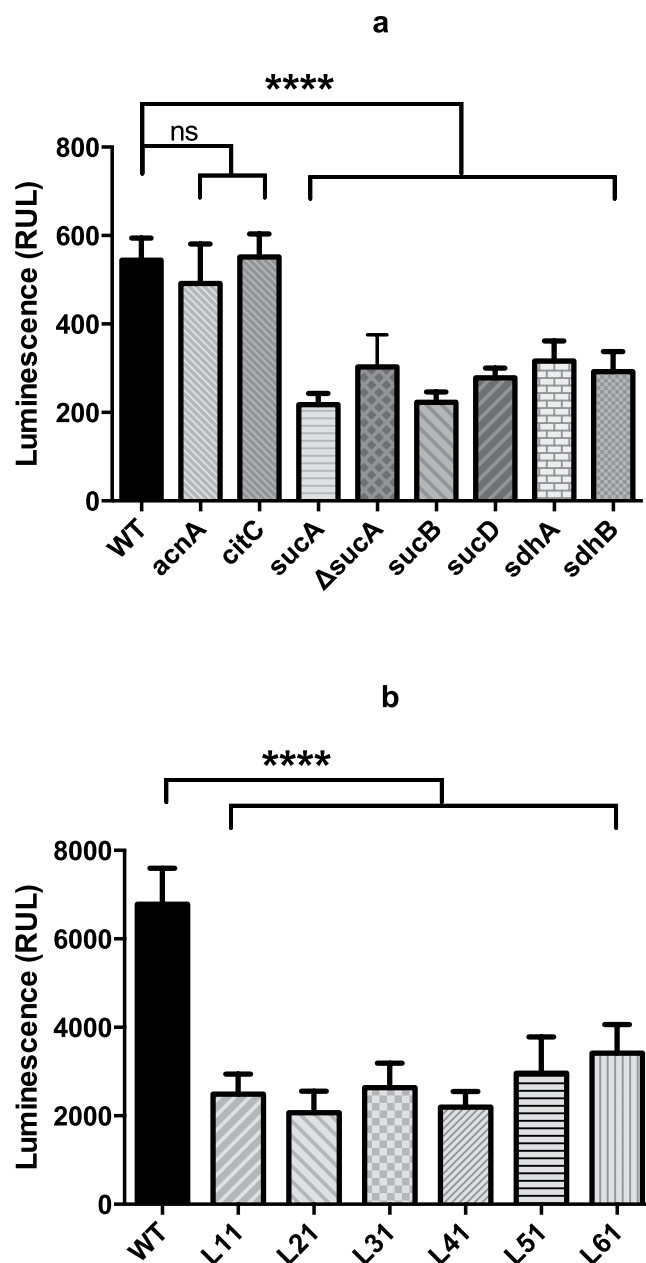 a
****
ns
Luminescence (RUL)
800
600
400
200
0
WT acnA citC sucA ΔsucA sucB sucD sdhA sdhB
b
****
Luminescence (RUL)
8000
6000
4000
2000
0
WT L11 L21 L31 L41 L51 L61